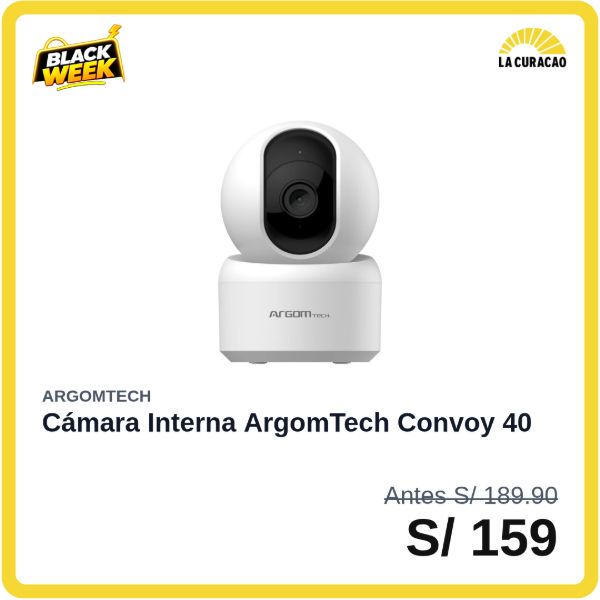 BLACK
WEEK
LA CURACAO
ARGOMTECH
ARGOMTECH
Cámara Interna ArgomTech Convoy 40
Antes S/ 189.90
S/ 159